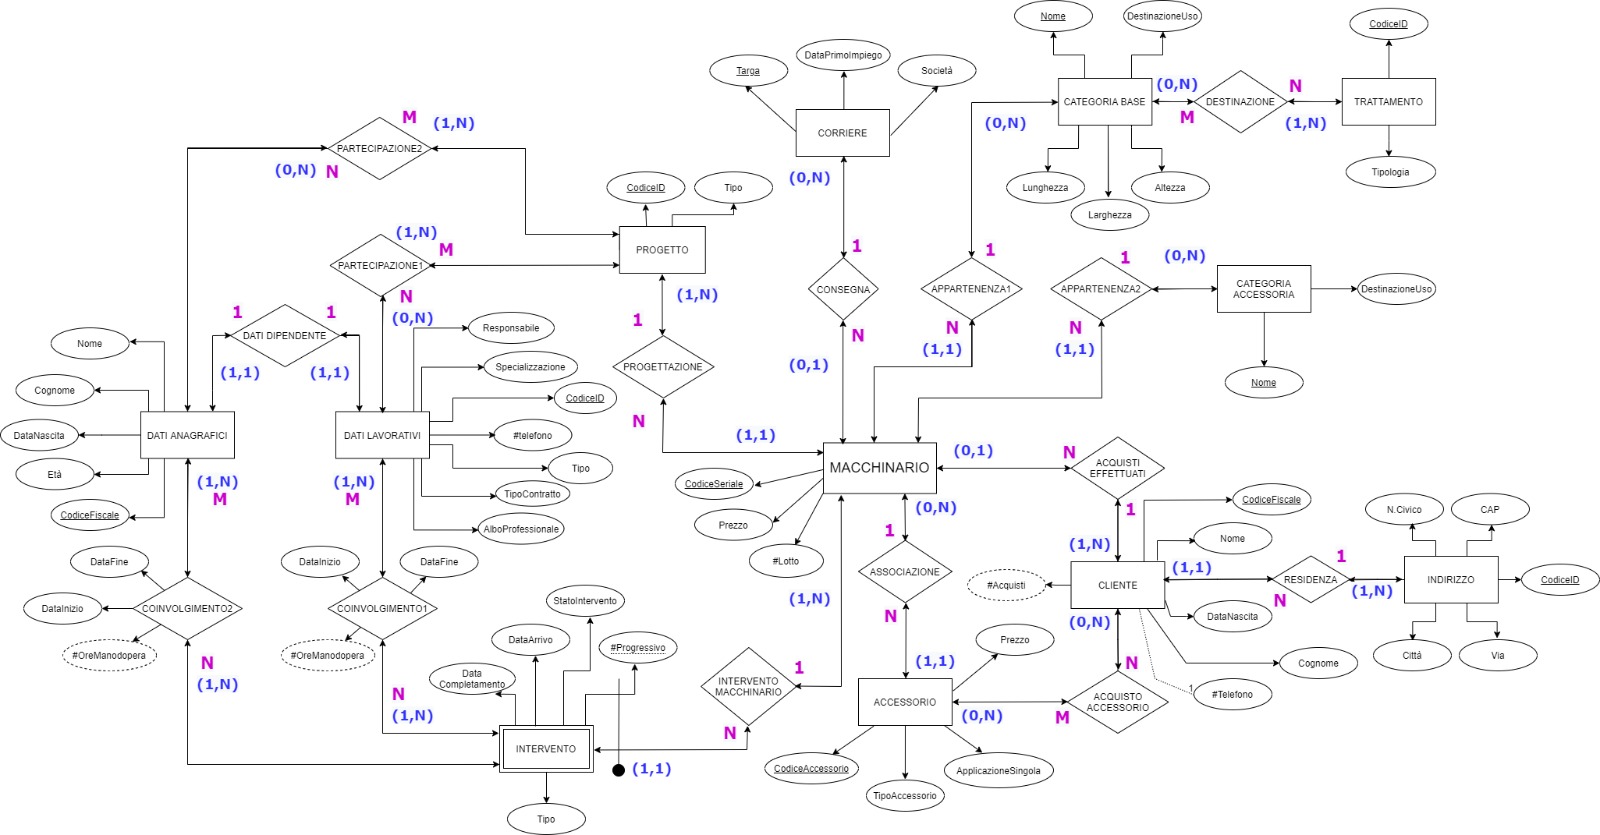 Nome
DestinazioneUso
CodiceID
DataPrimoImpiego
Targa
Società
CATEGORIA BASE
(0,N)
M
DESTINAZIONE
N
(1,N)
TRATTAMENTO
M
(1,N)
PARTECIPAZIONE2
(0,N)
N
CORRIERE
(0,N)
(0,N)
Lunghezza
Larghezza
Altezza
Tipologia
CodiceID
Tipo
PROGETTO
(1,N)
M
PARTECIPAZIONE1
N
(0,N)
(1,N)
1
CONSEGNA
N
(0,1)
1
APPARTENENZA1
N
(1,1)
1
APPARTENENZA2
N
(1,1)
(0,N)
CATEGORIA
ACCESSORIA
DestinazioneUso
Nome
1
DATI DIPENDENTE
1
(1,1)
(1,1)
1
PROGETTAZIONE
N
(1,1)
Nome
Cognome
DataNascita
Età
CodiceFiscale
DATI ANAGRAFICI
(1,N)
M
DATI LAVORATIVI
(1,N)
M
Responsabile
Specializzazione
CodiceID
#telefono
Tipo
TipoContratto
AlboProfessionale
MACCHINARIO
CodiceSeriale
Prezzo
#Lotto
(0,1)
N
ACQUISTI
EFFETTUATI
1
(1,N)
(0,N)
1
ASSOCIAZIONE
N
(1,1)
(1,N)
CodiceFiscale
Nome
#Acquisti
CLIENTE
(1,1)
DataNascita
Cognome
#Telefono
1
(0,N)
N
RESIDENZA
1
(1,N)
N.Civico
CAP
INDIRIZZO
CodiceID
Città
Via
DataFine
DataInizio
COINVOLGIMENTO2
#OreManodopera
N
(1,N)
DataInizio
DataFine
COINVOLGIMENTO1
#OreManodopera
N
(1,N)
StatoIntervento
DataArrivo
#Progressivo
Data
Completamento
INTERVENTO
(1,1)
Tipo
INTERVENTO
MACCHINARIO
1
N
Prezzo
ACCESSORIO
(0,N)
M
ACQUISTO
ACCESSORIO
N
CodiceAccessorio
TipoAccessorio
ApplicazioneSingola